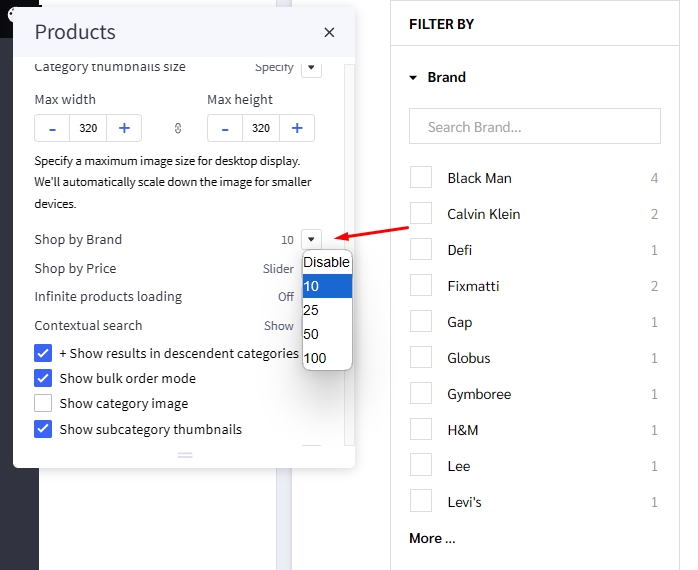 Products
Category thumbnails size Specify
Max width Max height
- 320 + - 320 +
Specify a maximum image size for desktop display.
We'll automatically scale down the image for smaller
devices.
Shop by Brand 10
Shop by Price Slider
Infinite products loading Off
Contextual search Show
+ Show results in descendent categories
Show bulk order mode
Show category image
Show subcategory thumbnails
Disable
10
25
50
100
FILTER BY
Brand
Search Brand...
Black Man 4
Calvin Klein 2
Defi 1
Fixmatti 2
Gap 1
Globus 1
Gymboree 1
H&M 1
Lee 1
Levi's 1
More ...